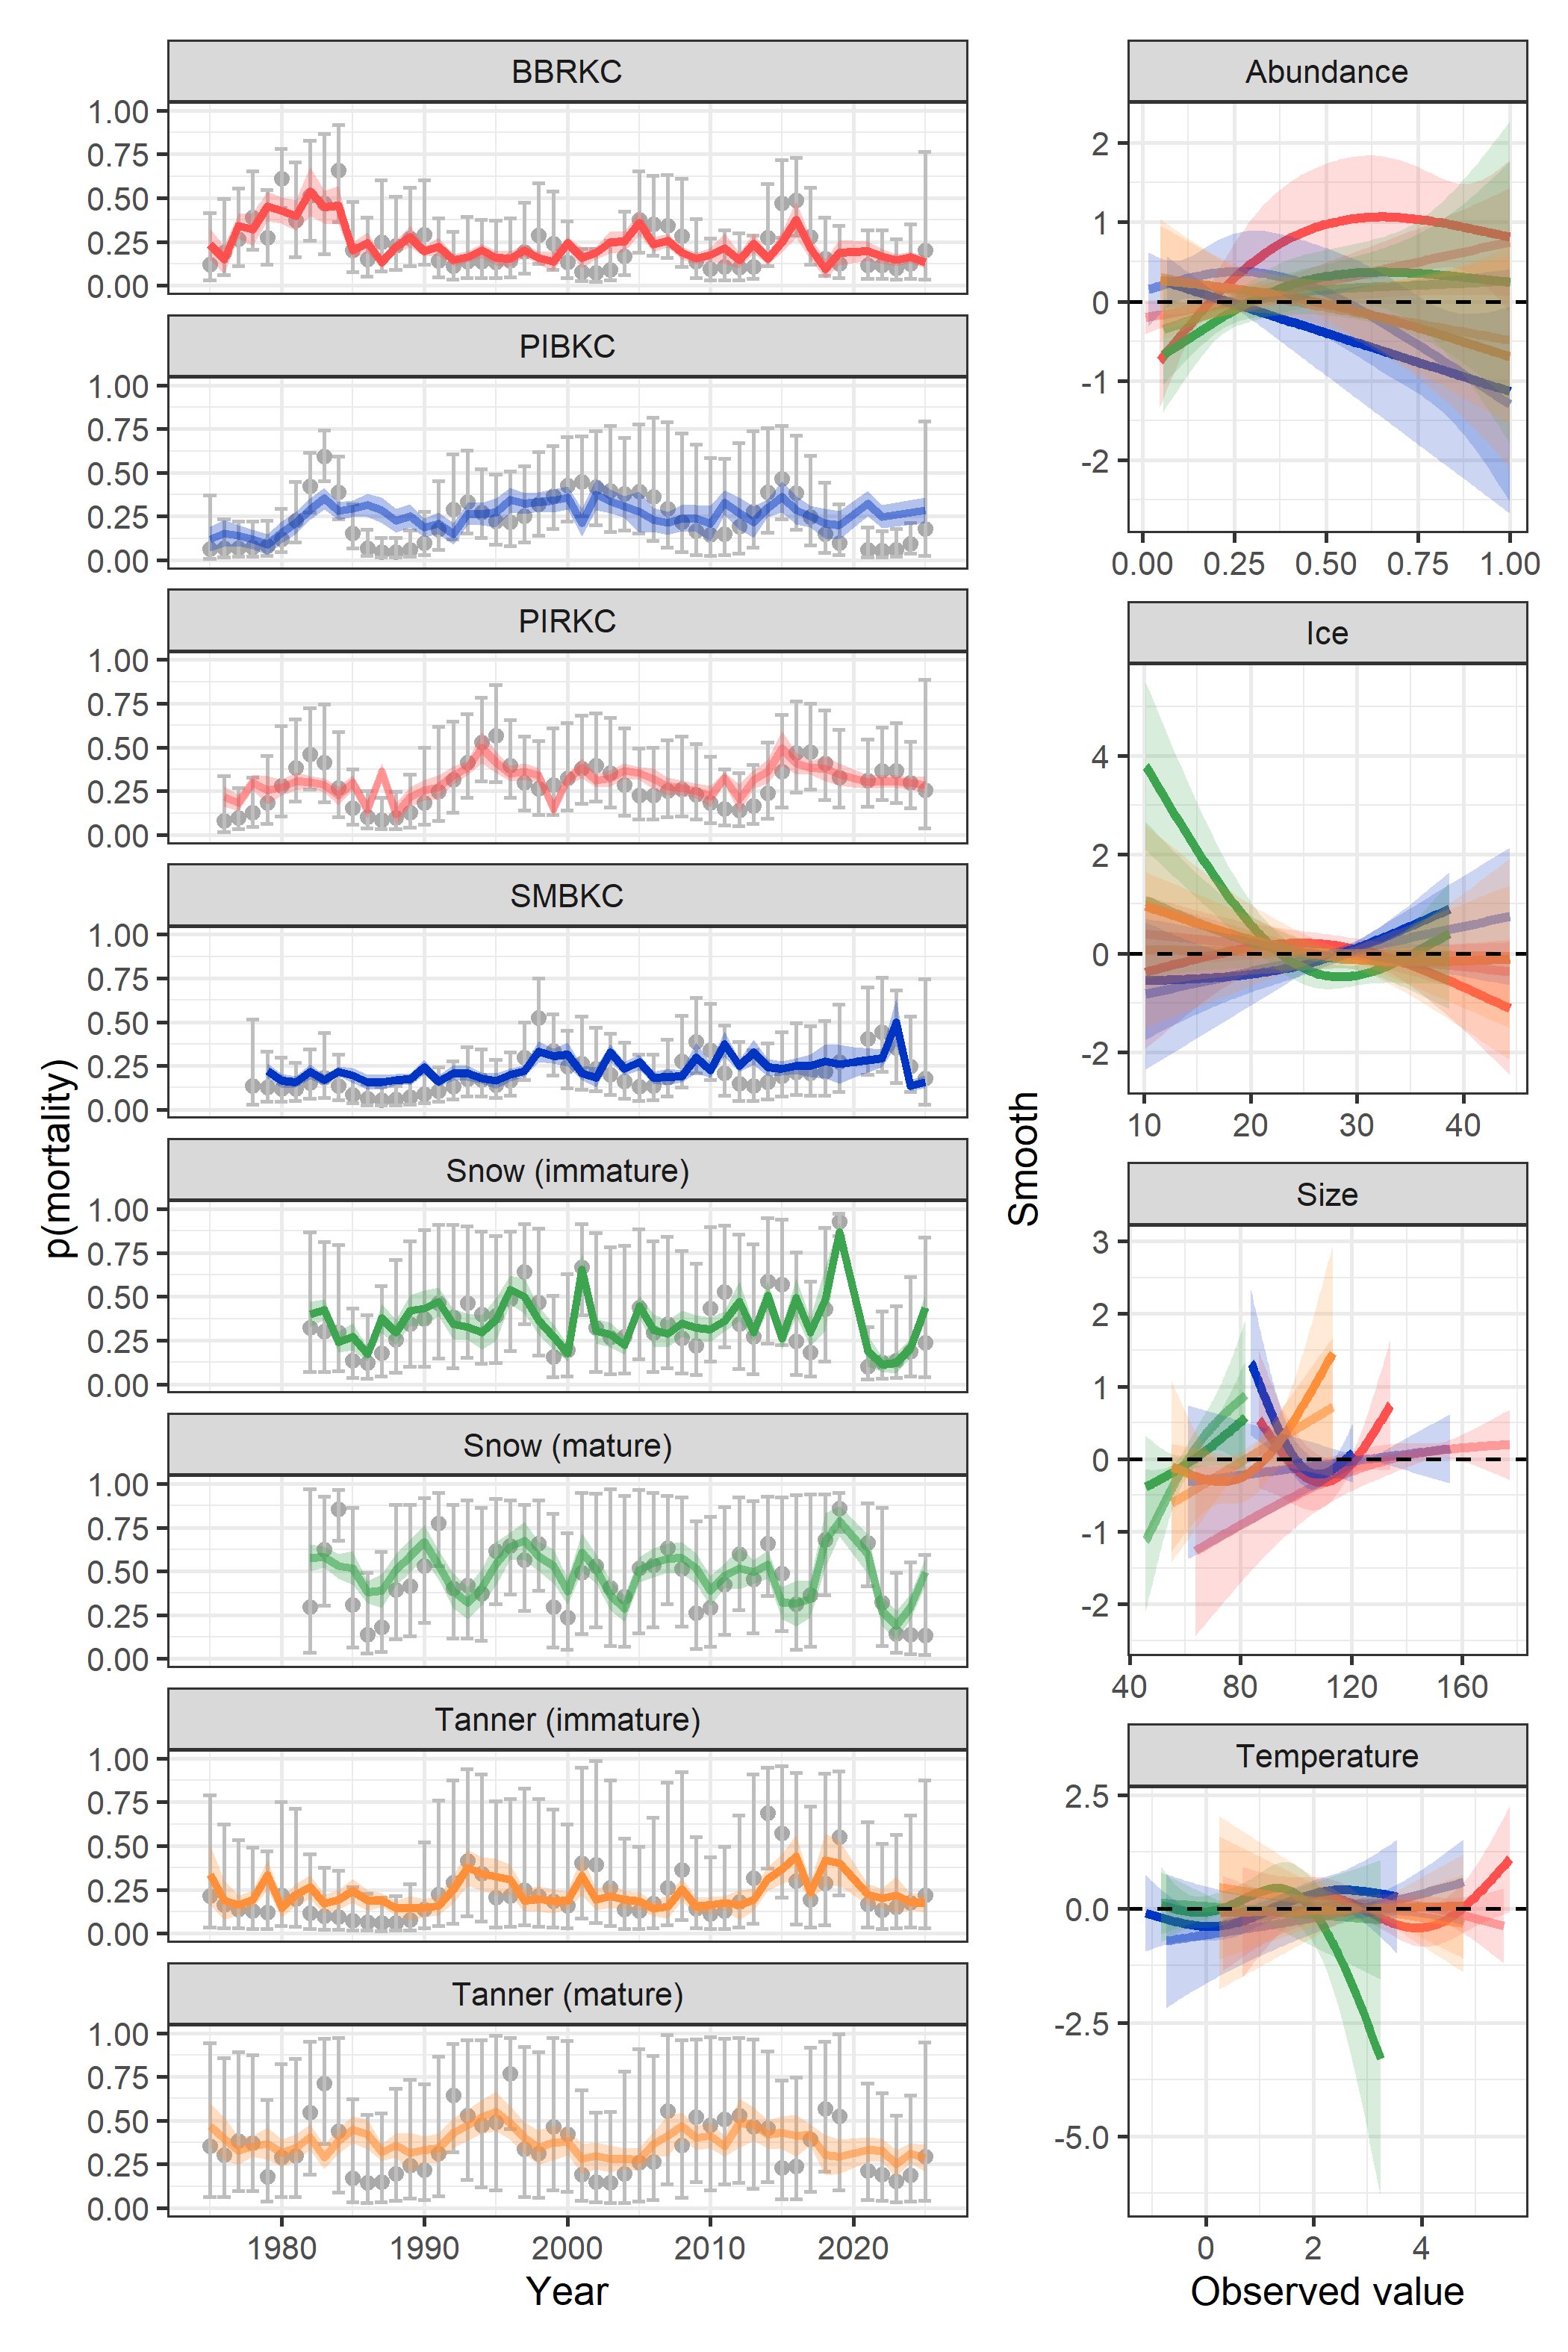 BBRKC
1.00
0.75
0.50
0.25
0.00
PIBKC
1.00
0.75
0.50
0.25
0.00
PIRKC
1.00
0.75
0.50
0.25
0.00
SMBKC
1.00
0.75
0.50
0.25
0.00
Snow (immature)
1.00
0.75
0.50
0.25
0.00
Snow (mature)
1.00
0.75
0.50
0.25
0.00
Tanner (immature)
1.00
0.75
0.50
0.25
0.00
Tanner (mature)
1.00
0.75
0.50
0.25
0.00
1980 1990 2000 2010 2020
Year
p(mortality)
Abundance
2
1
0
-1
-2
0.00 0.25 0.50 0.75 1.00
Ice
4
2
0
-2
10 20 30 40
Size
3
2
1
0
-1
-2
40 80 120 160
Temperature
2.5
0.0
-2.5
-5.0
0 2 4
Observed value
Smooth